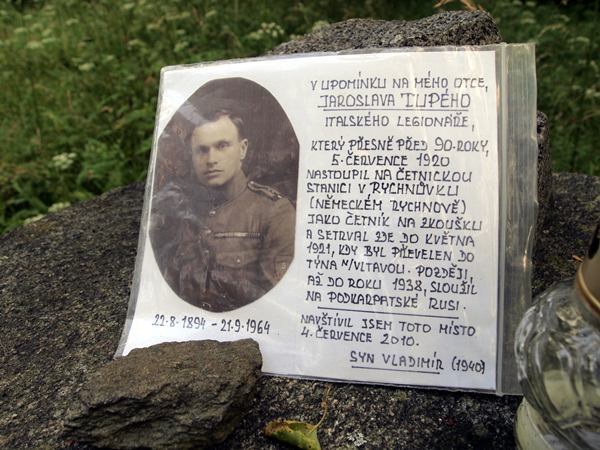 V UPOMÍNKU NA MÉHO OTCE,
JAROSLAVA TUPÉHO
ITALSKÉHO LEGIONÁŘE,
KTERÝ PŘESNĚ PŘED 90-ROKY,
5. ČERVENCE 1920
NASTOUPIL NA ČETNICKOU
STANICI V RYCHNŮVKU
(NĚMECKÉM RYCHNOVĚ)
JAKO ČETNÍK NA ZKOUŠKU
A SETRVAL ZDE DO KVĚTNA
1921, KDY BYL PŘEVELEN DO
TÝNA N/VLTAVOU. POZDĚJI,
AŽ DO ROKU 1938, SLOUŽIL
NA PODKARPATSKÉ RUSI.
22.8.1894 - 21.9.1964
NAVŠTÍVIL JSEM TOTO MÍSTO
4. ČERVENCE 2010.
SYN VLADIMÍR (1940)